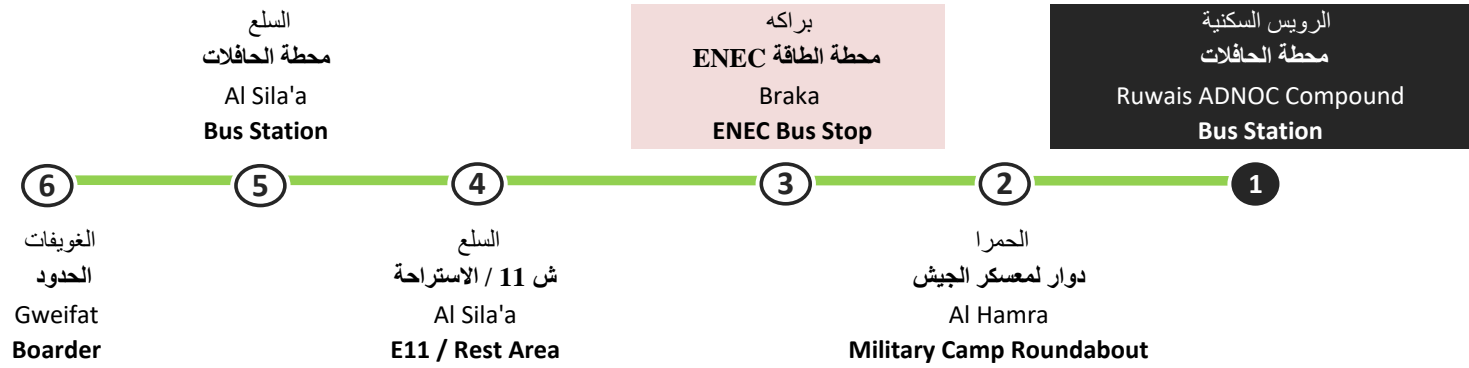 السلع
محطة الحافلات
Al Sila'a
Bus Station
براكه
محطة الطاقة ENEC
Braka
ENEC Bus Stop
الرويس السكنية
محطة الحافلات
Ruwais ADNOC Compound
Bus Station
6
5
4
3
2
1
الغويفات
الحدود
Gweifat
Boarder
السلع
ش 11 / الاستراحة
Al Sila'a
E11 / Rest Area
الحمرا
دوار لمعسكر الجيش
Al Hamra
Military Camp Roundabout